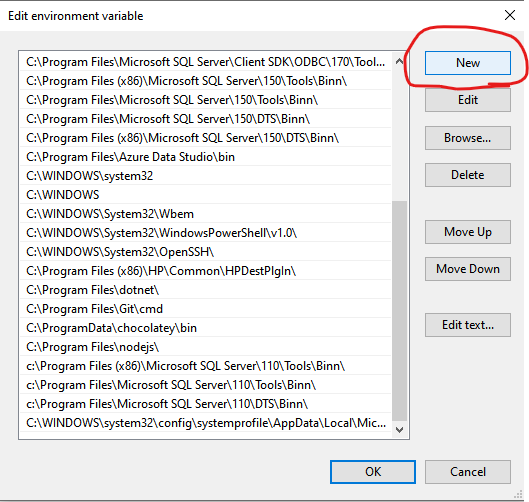 Edit environment variable
C:\Program Files\Microsoft SQL Server\Client SDK\ODBC\170\Tool...
New
C:\Program Files (x86)\Microsoft SQL Server\150\Tools\Binn\
C:\Program Files\Microsoft SQL Server\150\Tools\Binn\
Edit
C:\Program Files\Microsoft SQL Server\150\DTS\Binn\
C:\Program Files (x86)\Microsoft SQL Server\150\DTS\Binn\
Browse...
C:\Program Files\Azure Data Studio\bin
C:\WINDOWS\system32
Delete
C:\WINDOWS
C:\WINDOWS\System32\Wbem
C:\WINDOWS\System32\WindowsPowerShell\v1.0\
Move Up
C:\WINDOWS\System32\OpenSSH\
C:\Program Files (x86)\HP\Common\HPDestPlgIn\
Move Down
C:\Program Files\dotnet\
C:\Program Files\Git\cmd
C:\ProgramData\chocolatey\bin
Edit text...
C:\Program Files\nodejs\
c:\Program Files (x86)\Microsoft SQL Server\110\Tools\Binn\
c:\Program Files\Microsoft SQL Server\110\Tools\Binn\
c:\Program Files\Microsoft SQL Server\110\DTS\Binn\
C:\WINDOWS\system32\config\systemprofile\AppData\Local\Mic...
OK
Cancel